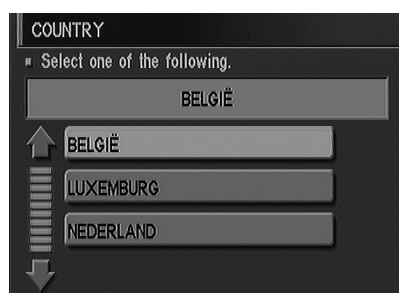 COUNTRY
Select one of the following.
BELGIË
BELGIË
LUXEMBURG
NEDERLAND